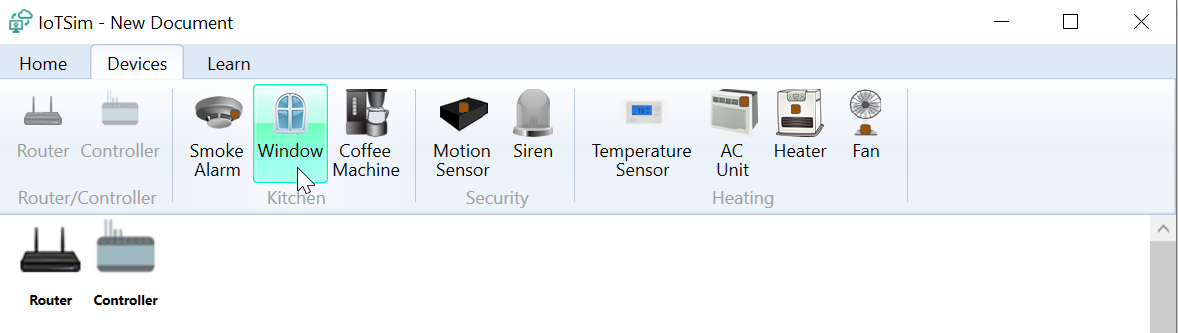 IoTSim - New Document
Home Devices Learn
Router Controller Smoke Alarm Window Coffee Machine Motion Sensor Siren Temperature Sensor AC Unit Heater Fan
Router/Controller Kitchen Security Heating
Router Controller